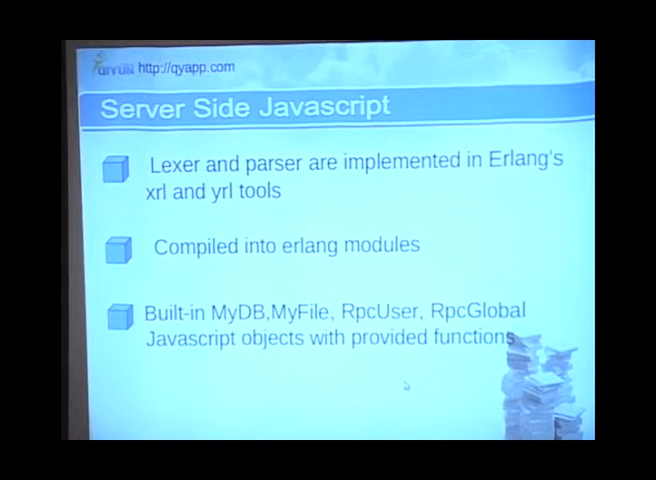 QIYUN http://qyapp.com
Server Side Javascript
Lexer and parser are implemented in Erlang's
xrl and yrl tools
Compiled into erlang modules
Built-in MyDB,MyFile, RpcUser, RpcGlobal
Javascript objects with provided functions